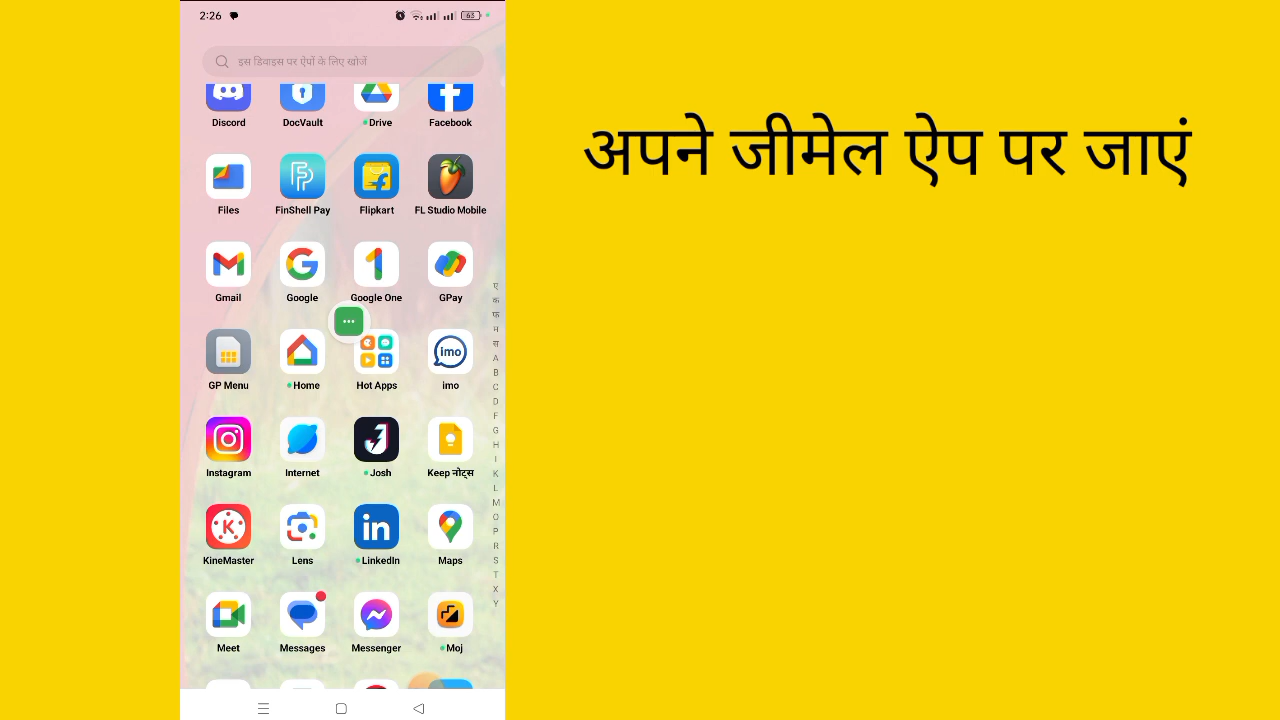 2:26
63
इस डिवाइस पर ऐपों के लिए खोजें
Discord DocVault Drive Facebook
अपने जीमेल ऐप पर जाएं
Files FinShell Pay Flipkart FL Studio Mobile
Gmail Google Google One GPay
GP Menu Home Hot Apps imo
Instagram Internet Josh Keep नोट्स
KineMaster Lens LinkedIn Maps
Meet Messages Messenger Moj
ए
क
फ
म
स
A
B
C
D
F
G
H
I
K
L
M
O
P
R
S
T
X
Y